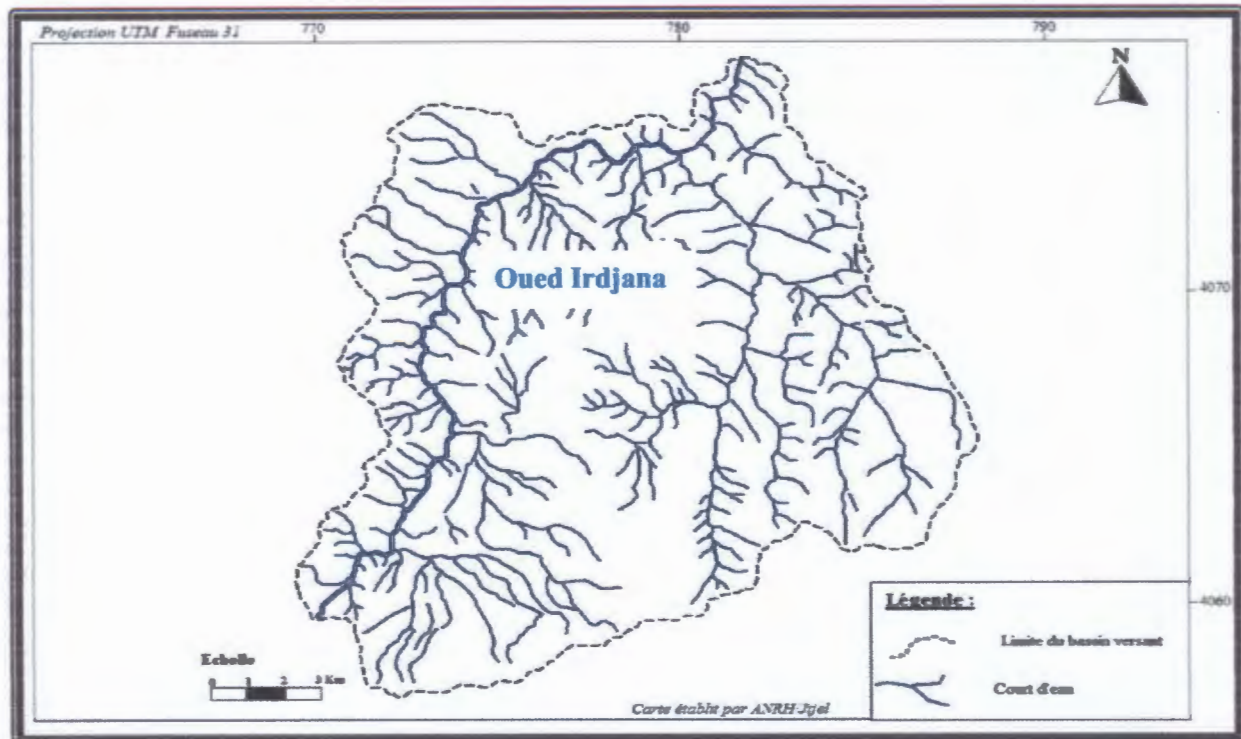 Projection UTM Fuseau 31
770
780
790
N
Oued Irdjana
4070
4060
Légende :
Limite du bassin versant
Court d'eau
Echelle
0 1 2 3 Km
Carte établit par ANRH-Jijel